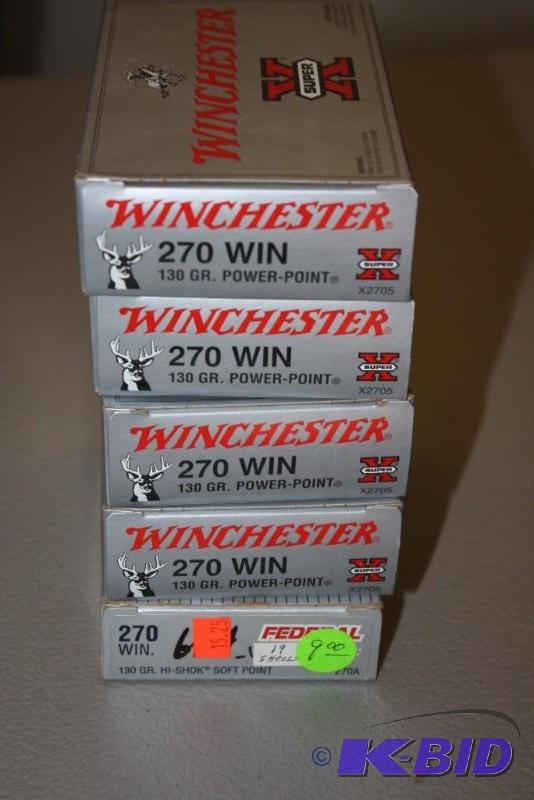 WINCHESTER
SUPER X
WINCHESTER®
270 WIN
130 GR. POWER-POINT®
SUPER X
X2705
WINCHESTER®
270 WIN
130 GR. POWER-POINT®
SUPER X
X2705
WINCHESTER®
270 WIN
130 GR. POWER-POINT®
SUPER X
X2705
WINCHESTER®
270 WIN
130 GR. POWER-POINT®
SUPER X
X2705
270
WIN.
15.25
FEDERAL
19
SHELL
9.00
130 GR. HI-SHOK® SOFT POINT
270A
© K-BID